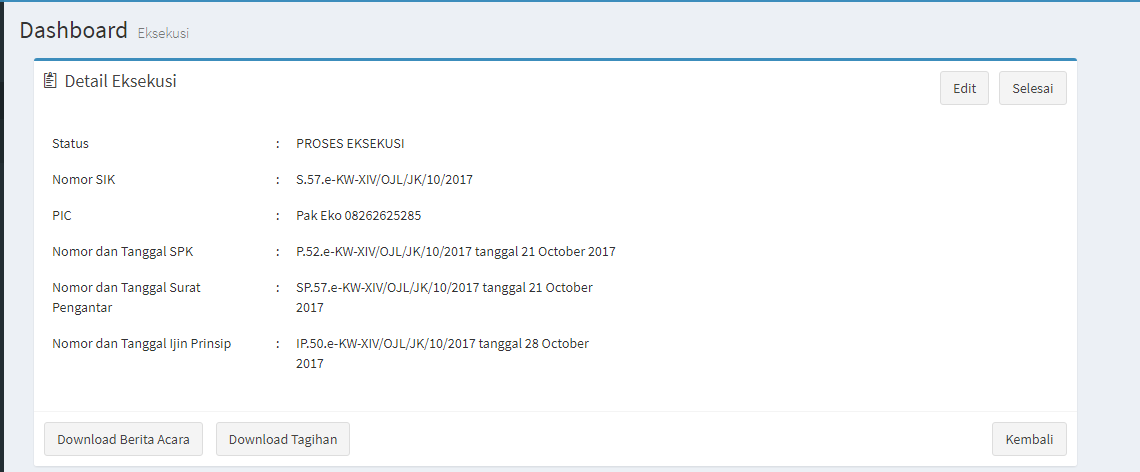 Dashboard Eksekusi
Detail Eksekusi
Edit
Selesai
Status : PROSES EKSEKUSI
Nomor SIK : S.57.e-KW-XIV/OJL/JK/10/2017
PIC : Pak Eko 08262625285
Nomor dan Tanggal SPK : P.52.e-KW-XIV/OJL/JK/10/2017 tanggal 21 October 2017
Nomor dan Tanggal Surat : SP.57.e-KW-XIV/OJL/JK/10/2017 tanggal 21 October
Pengantar 2017
Nomor dan Tanggal Ijin Prinsip : IP.50.e-KW-XIV/OJL/JK/10/2017 tanggal 28 October
2017
Download Berita Acara
Download Tagihan
Kembali